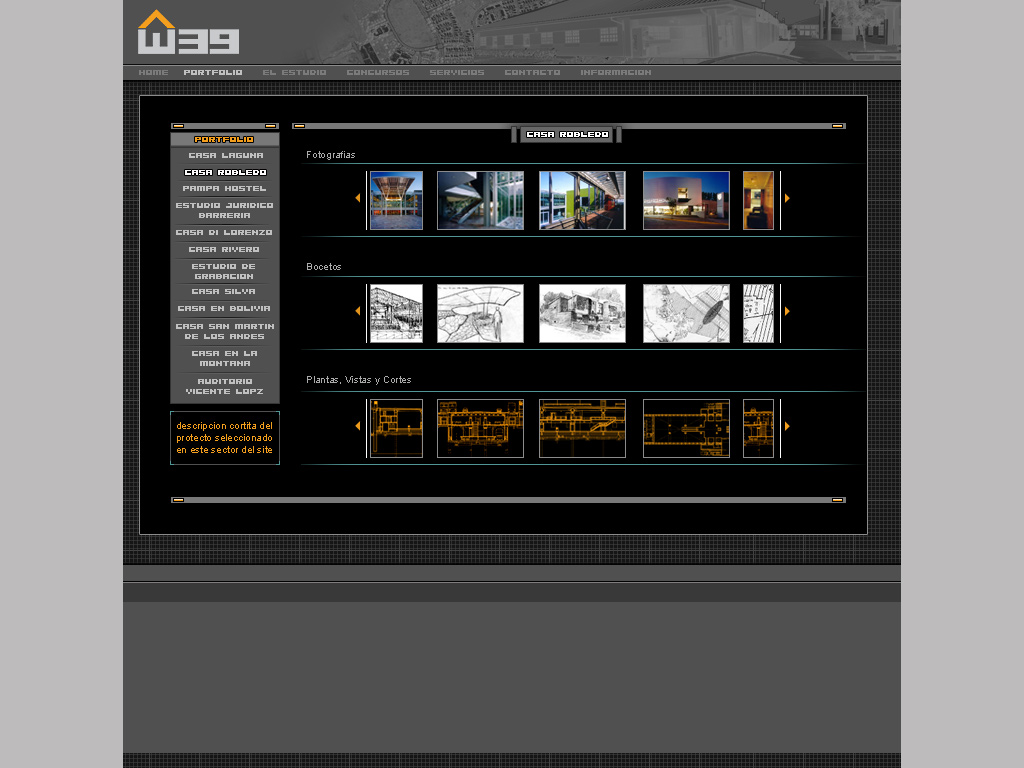 W39
HOME PORTFOLIO EL ESTUDIO CONCURSOS SERVICIOS CONTACTO INFORMACION
PORTFOLIO
CASA LAGUNA
CASA ROBLEDO
PAMPA HOSTEL
ESTUDIO JURIDICO
BARRERIA
CASA DI LORENZO
CASA RIVERO
ESTUDIO DE
GRABACION
CASA SILVA
CASA EN BOLIVIA
CASA SAN MARTIN
DE LOS ANDES
CASA EN LA
MONTANA
AUDITORIO
VICENTE LOPZ
descripcion cortita del
protecto seleccionado
en este sector del site
CASA ROBLEDO
Fotografias
Bocetos
Plantas, Vistas y Cortes